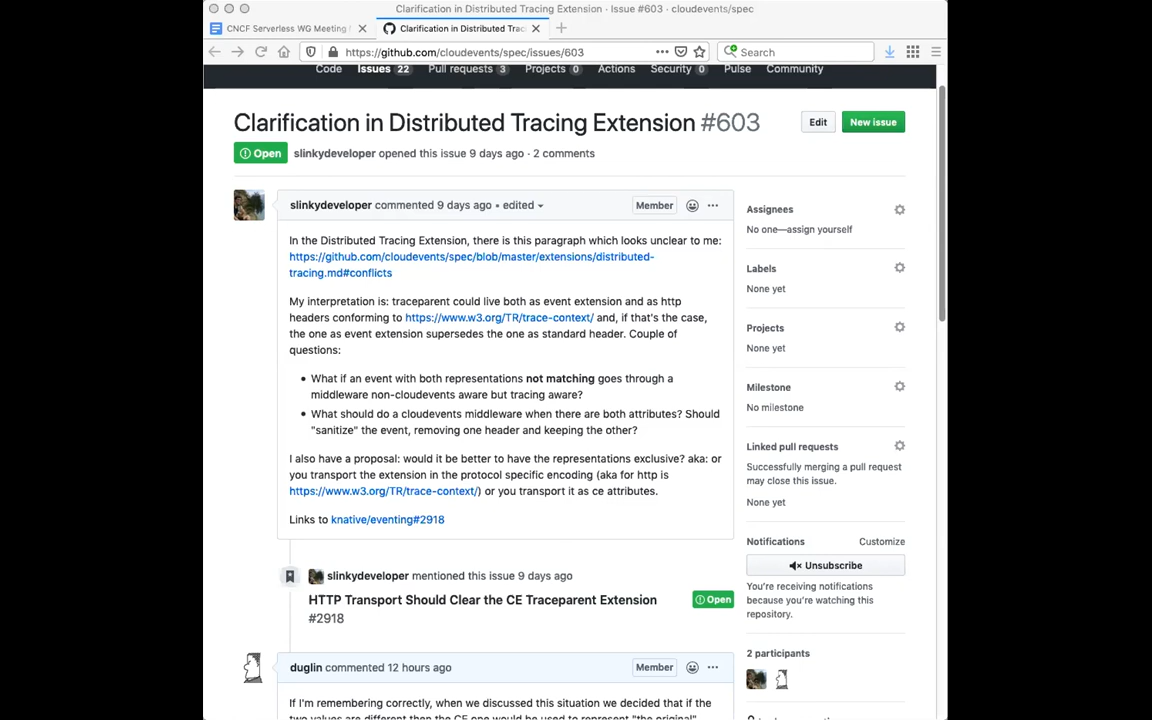 Clarification in Distributed Tracing Extension · Issue #603 · cloudevents/spec
CNCF Serverless WG Meeting
Clarification in Distributed Trac
https://github.com/cloudevents/spec/issues/603
Search
Code Issues 22 Pull requests 3 Projects 0 Actions Security 0 Pulse Community
Clarification in Distributed Tracing Extension #603
Edit
New issue
Open
slinkydeveloper opened this issue 9 days ago · 2 comments
slinkydeveloper commented 9 days ago • edited
Member
In the Distributed Tracing Extension, there is this paragraph which looks unclear to me:
https://github.com/cloudevents/spec/blob/master/extensions/distributed-
tracing.md#conflicts
My interpretation is: traceparent could live both as event extension and as http
headers conforming to https://www.w3.org/TR/trace-context/ and, if that's the case,
the one as event extension supersedes the one as standard header. Couple of
questions:
• What if an event with both representations not matching goes through a
middleware non-cloudevents aware but tracing aware?
• What should do a cloudevents middleware when there are both attributes? Should
"sanitize" the event, removing one header and keeping the other?
I also have a proposal: would it be better to have the representations exclusive? aka: or
you transport the extension in the protocol specific encoding (aka for http is
https://www.w3.org/TR/trace-context/) or you transport it as ce attributes.
Links to knative/eventing#2918
slinkydeveloper mentioned this issue 9 days ago
HTTP Transport Should Clear the CE Traceparent Extension
#2918
Open
duglin commented 12 hours ago
Member
If I'm remembering correctly, when we discussed this situation we decided that if the
two values are different then the CE one would be used to represent "the original"
Assignees
No one—assign yourself
Labels
None yet
Projects
None yet
Milestone
No milestone
Linked pull requests
Successfully merging a pull request
may close this issue.
None yet
Notifications
Customize
Unsubscribe
You're receiving notifications
because you're watching this
repository.
2 participants